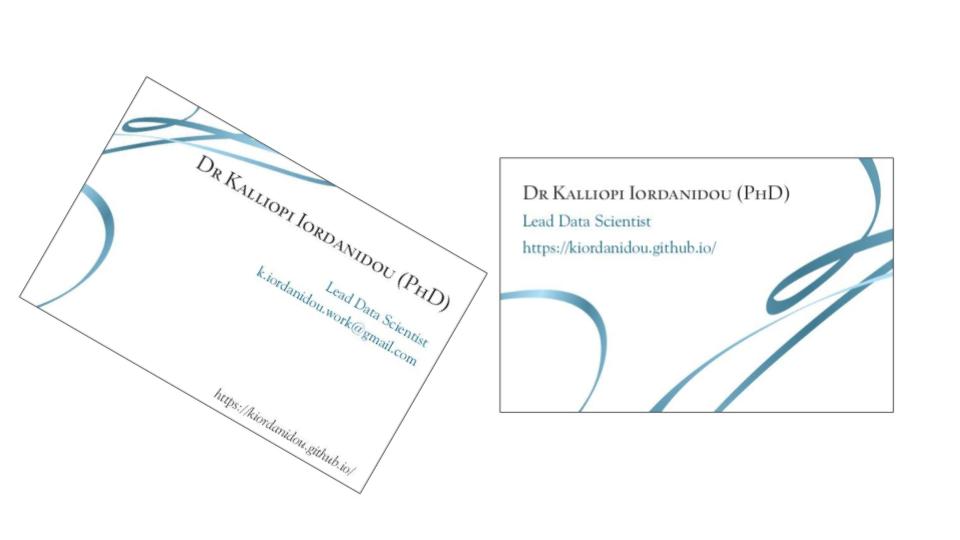 Dr Kalliopi Iordanidou (PhD)
Lead Data Scientist
k.iordanidou.work@gmail.com
https://kiordanidou.github.io/
Dr Kalliopi Iordanidou (PhD)
Lead Data Scientist
https://kiordanidou.github.io/